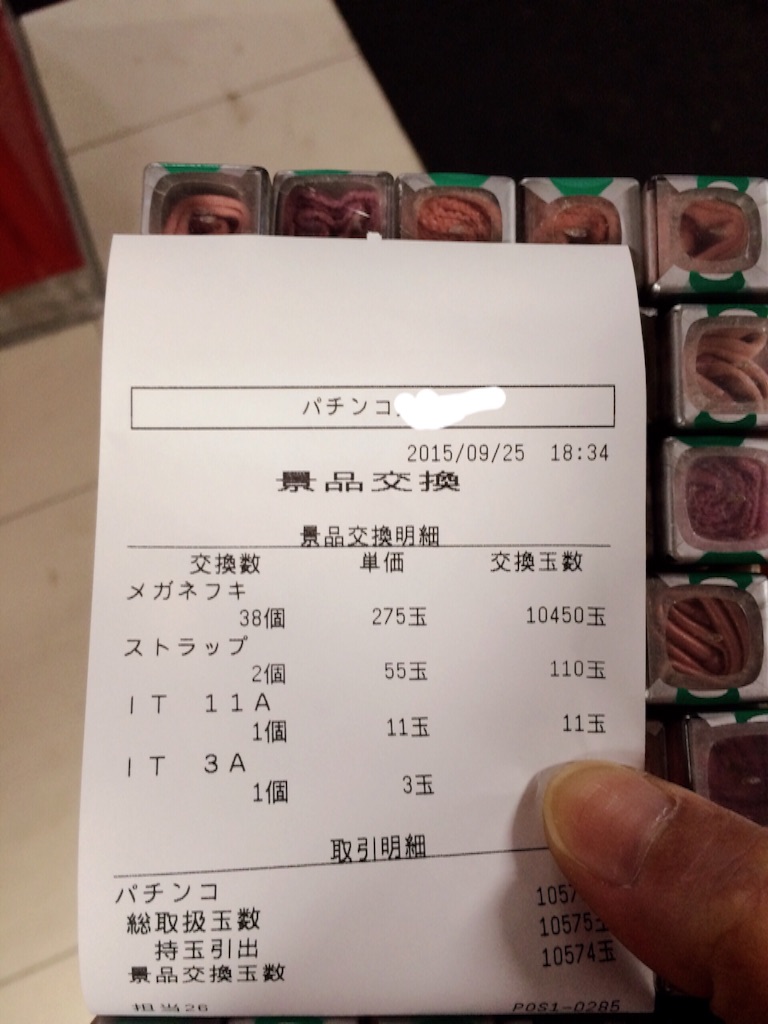 パチンコ
2015/09/25 18:34
景品交換
景品交換明細
交換数 単価 交換玉数
メガネフキ
38個 275玉 10450玉
ストラップ
2個 55玉 110玉
IT 11A
1個 11玉 11玉
IT 3A
1個 3玉
取引明細
パチンコ
総取扱玉数 10575玉
持玉引出 10574玉
景品交換玉数
担当26 POS1-0285